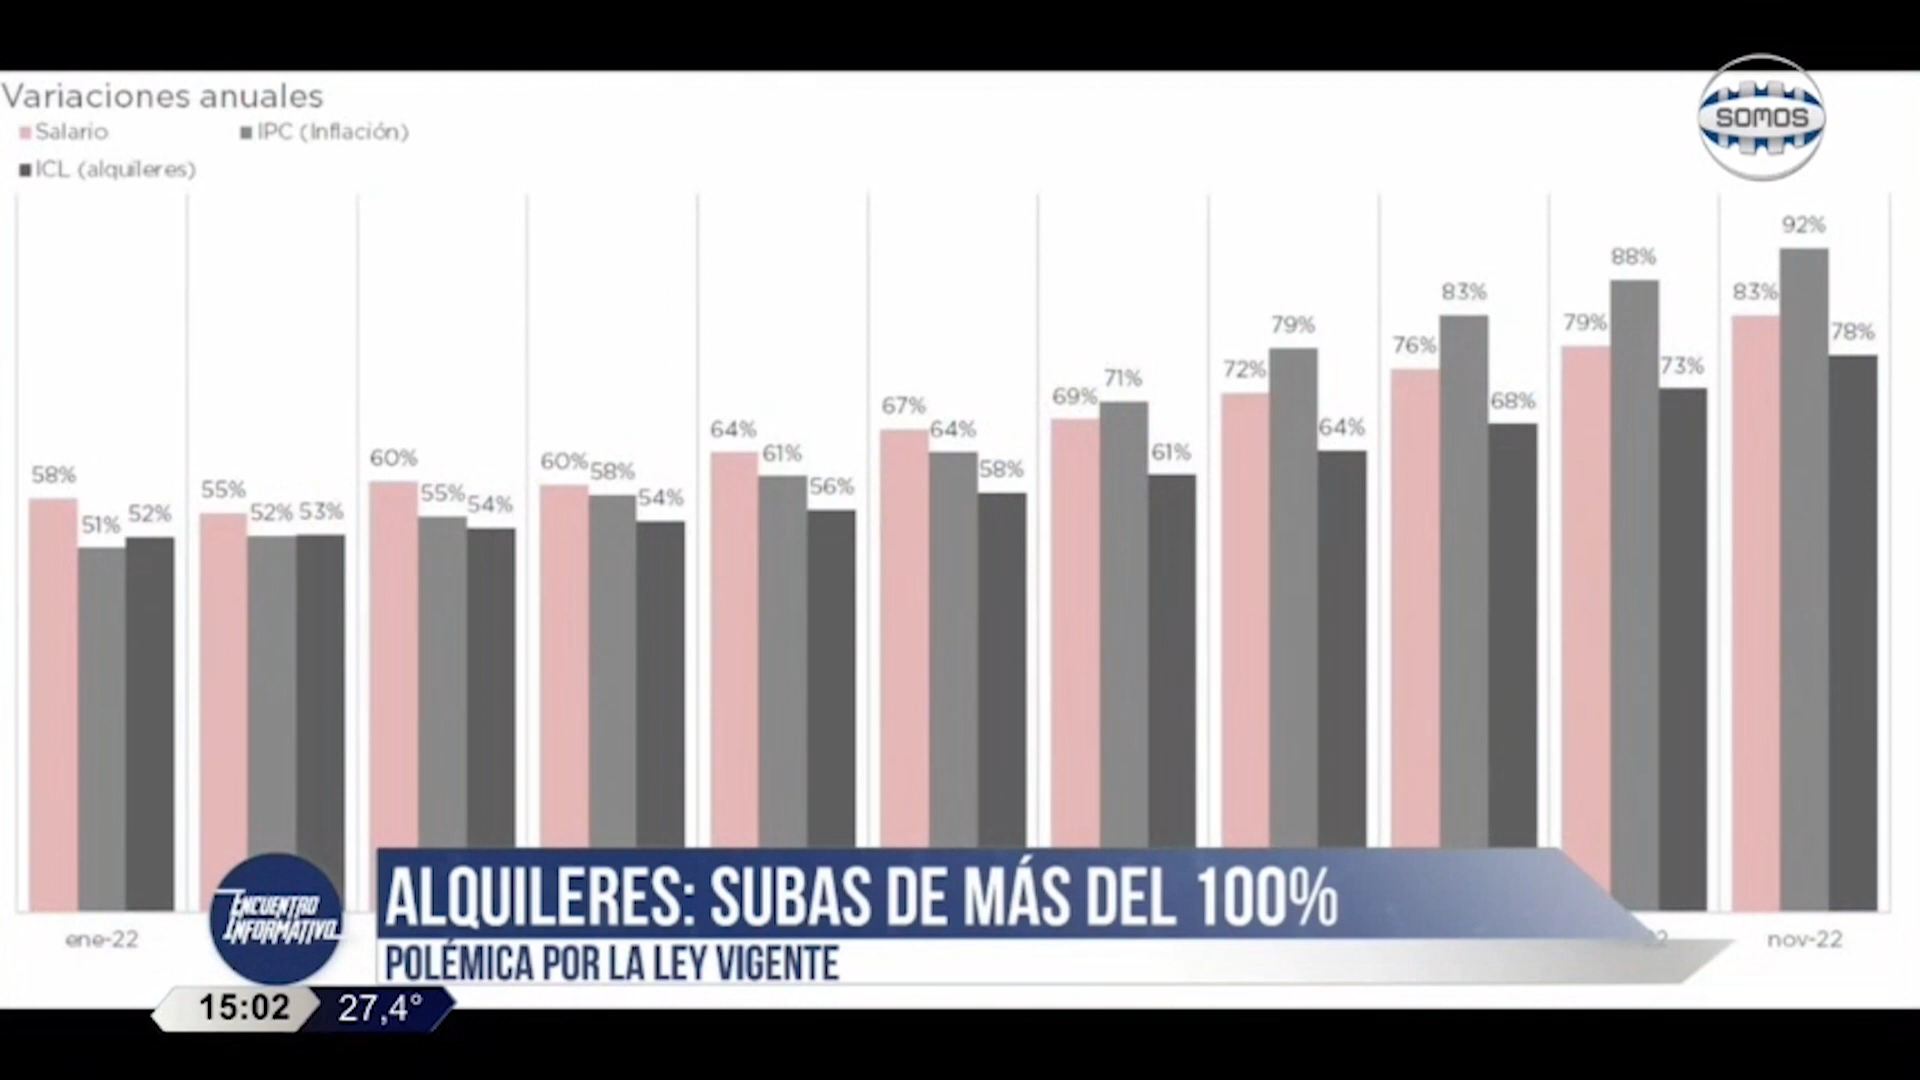 Variaciones anuales
SOMOS
Salario
IPC (Inflación)
ICL (alquileres)
58% 51% 52%
55% 52% 53%
60% 55% 54%
60% 58% 54%
64% 61% 56%
67% 64% 58%
69% 71% 61%
72% 79% 64%
76% 83% 68%
79% 88% 73%
83% 92% 78%
ene-22
nov-22
ENCUENTRO
INFORMATIVO
ALQUILERES: SUBAS DE MÁS DEL 100%
POLÉMICA POR LA LEY VIGENTE
15:02 27,4°